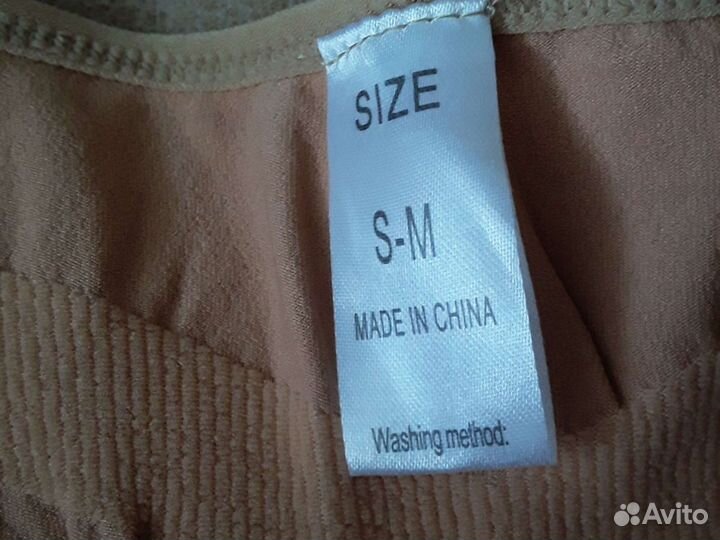 SIZE
S-M
MADE IN CHINA
Washing method:
Avito